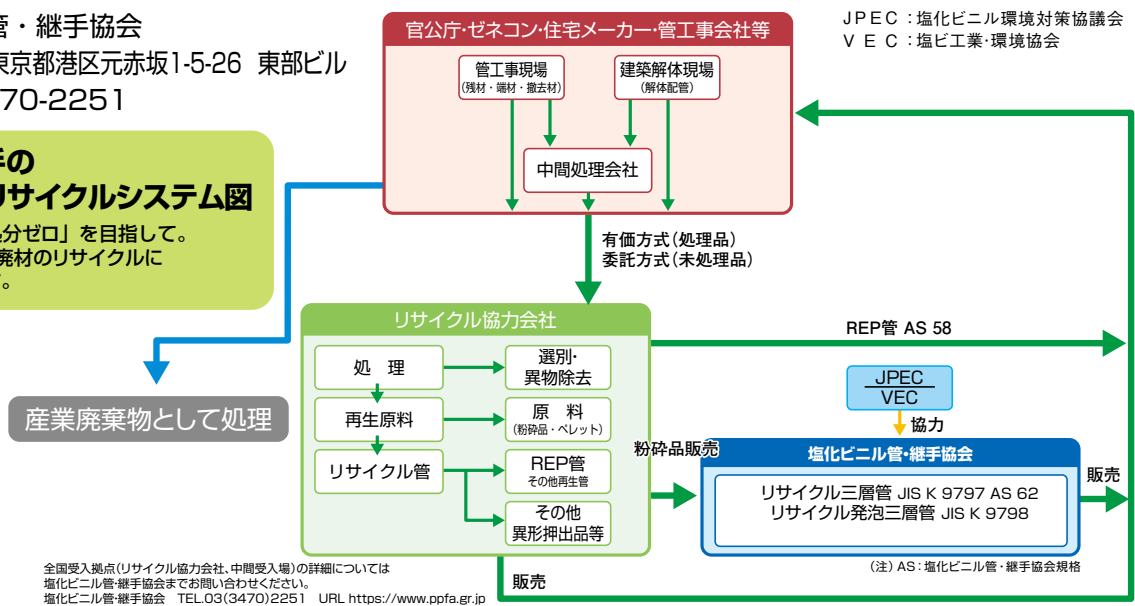 管・継手協会
東京都港区元赤坂1-5-26 東部ビル
70-2251
手の
リサイクルシステム図
処分ゼロ」を目指して。
廃材のリサイクルに
。
官公庁・ゼネコン・住宅メーカー・管工事会社等
管工事現場
(残材・端材・撤去材)
建築解体現場
(解体配管)
中間処理会社
JPEC:塩化ビニル環境対策協議会
VEC:塩ビ工業・環境協会
有価方式(処理品)
委託方式(未処理品)
産業廃棄物として処理
リサイクル協力会社
処 理
選別・
異物除去
再生原料
原 料
(粉砕品・ペレット)
リサイクル管
REP管
その他再生管
その他
異形押出品等
REP管 AS 58
JPEC
VEC
協力
粉砕品販売
塩化ビニル管・継手協会
リサイクル三層管 JIS K 9797 AS 62
リサイクル発泡三層管 JIS K 9798
販売
(注)AS:塩化ビニル管・継手協会規格
販売
全国受入拠点(リサイクル協力会社、中間受入場)の詳細については
塩化ビニル管・継手協会までお問い合わせください。
塩化ビニル管・継手協会 TEL.03(3470)2251 URL https://www.ppfa.gr.jp